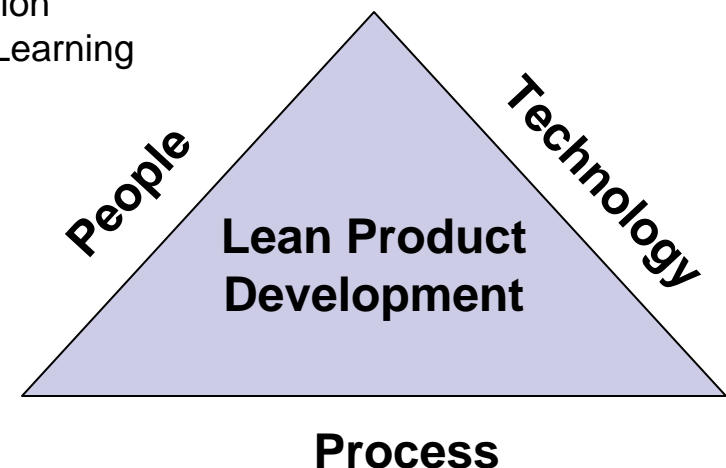 Learning
People
Technology
Lean Product
Development
Process